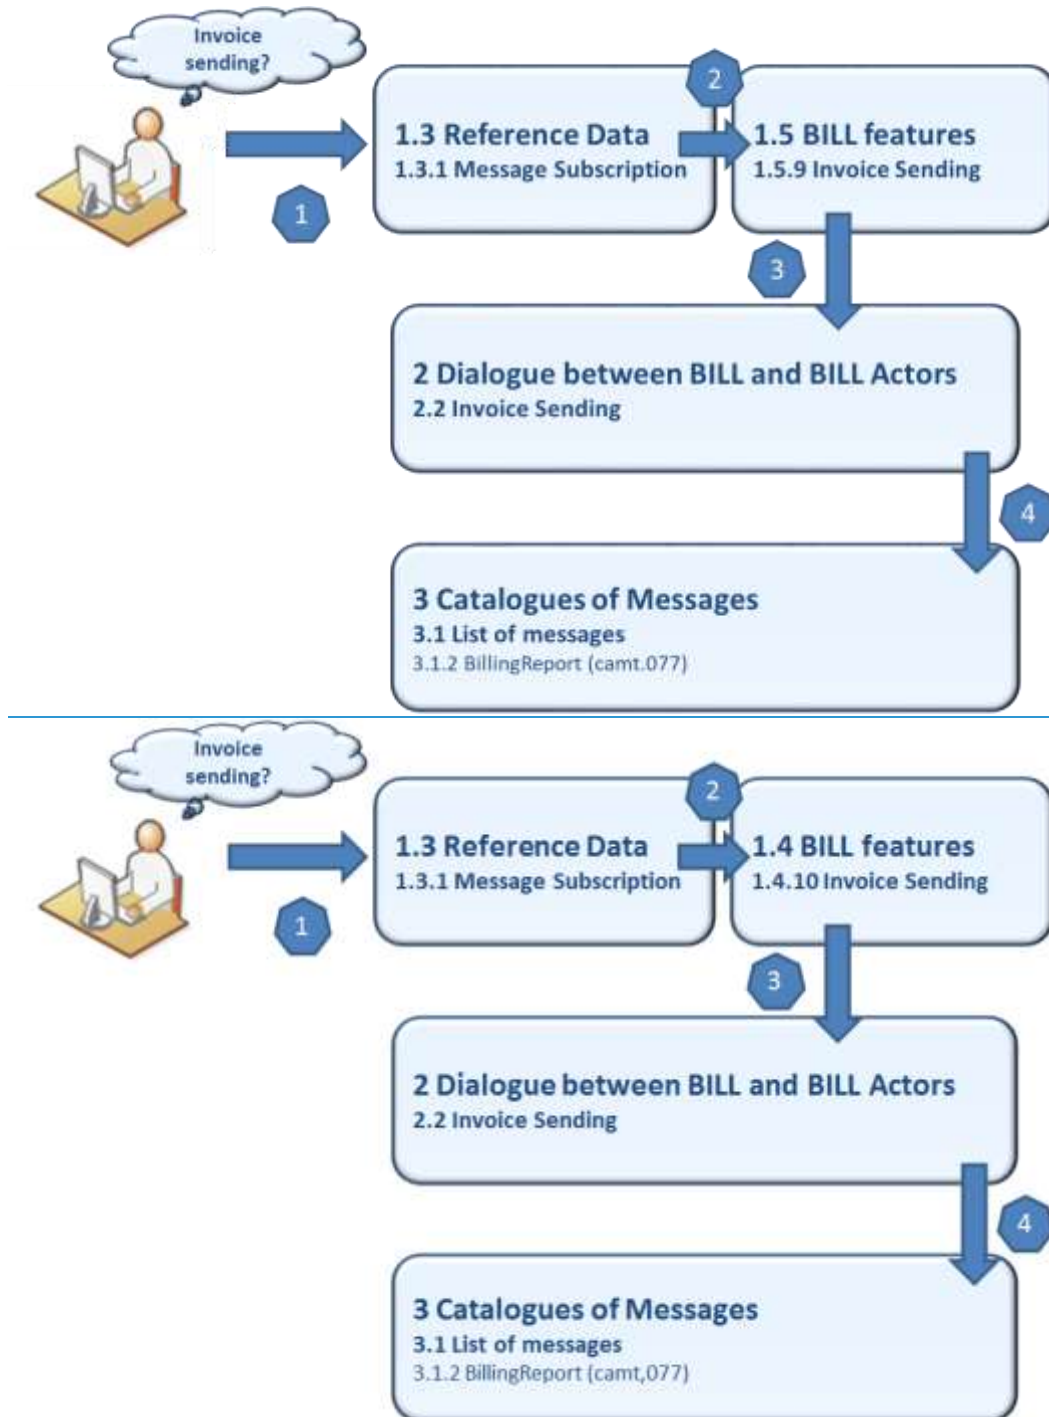 Invoice
sending?
1
1.3 Reference Data
1.3.1 Message Subscription
2
1.5 BILL features
1.5.9 Invoice Sending
3
2 Dialogue between BILL and BILL Actors
2.2 Invoice Sending
4
3 Catalogues of Messages
3.1 List of messages
3.1.2 BillingReport (camt.077)
Invoice
sending?
1
1.3 Reference Data
1.3.1 Message Subscription
2
1.4 BILL features
1.4.10 Invoice Sending
3
2 Dialogue between BILL and BILL Actors
2.2 Invoice Sending
4
3 Catalogues of Messages
3.1 List of messages
3.1.2 BillingReport (camt,077)